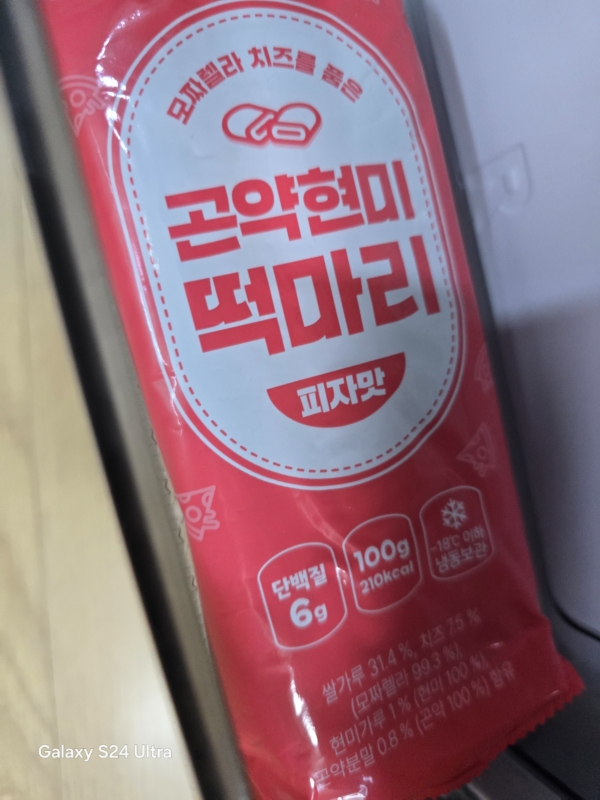 모짜렐라 치즈를 품은
곤약현미
떡마리
피자맛
단백질
6g
100g
210kcal
-18℃ 이하
냉동보관
쌀가루 31.4 %, 치즈 7.5 %
(모짜렐라 99.3 %),
현미가루 1 % (현미 100 %),
곤약분말 0.8 % (곤약 100 %) 함유
Galaxy S24 Ultra